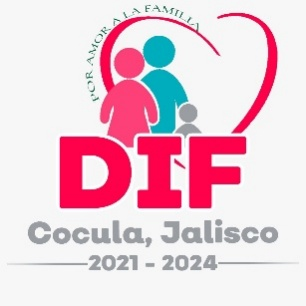 POR AMOR A LA FAMILIA
DIF
Cocula, Jalisco
2021 - 2024